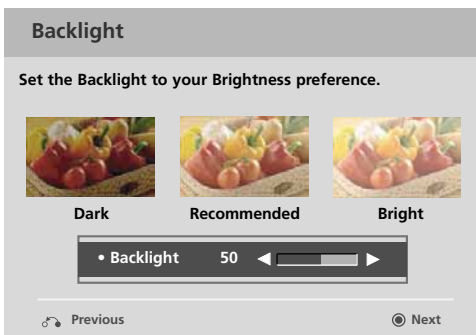 Backlight
Set the Backlight to your Brightness preference.
Dark Recommended Bright
• Backlight 50
Previous Next